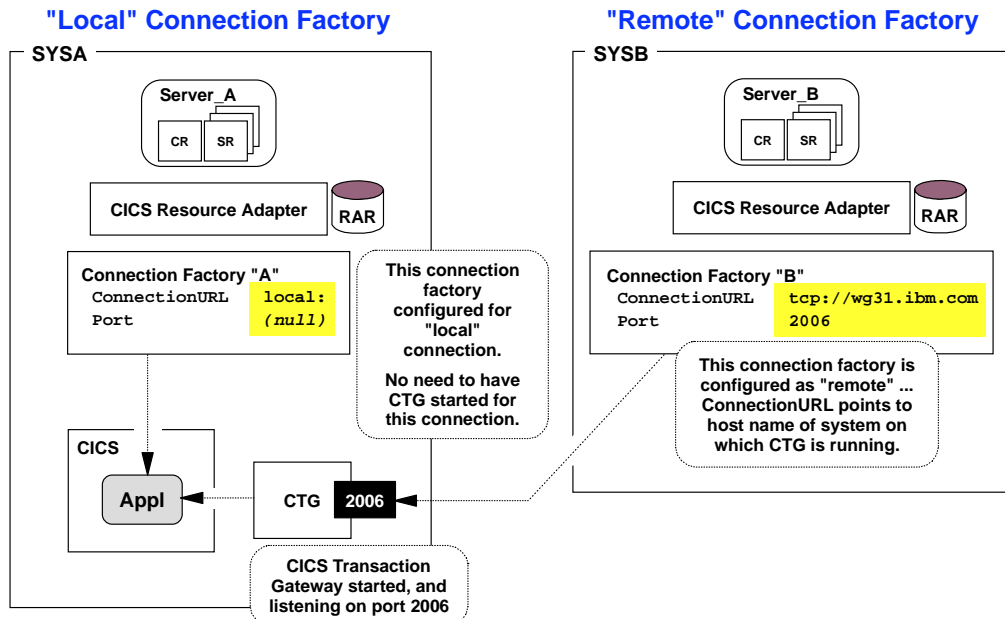 "Local" Connection Factory
SYSA
Server_A
CR
SR
CICS Resource Adapter
RAR
Connection Factory "A"
ConnectionURL local:
Port (null)
This connection
factory
configured for
"local"
connection.
No need to have
CTG started for
this connection.
CICS
Appl
CTG
2006
CICS Transaction
Gateway started, and
listening on port 2006
"Remote" Connection Factory
SYSB
Server_B
CR
SR
CICS Resource Adapter
RAR
Connection Factory "B"
ConnectionURL tcp://wg31.ibm.com
Port 2006
This connection factory is
configured as "remote" ...
ConnectionURL points to
host name of system on
which CTG is running.